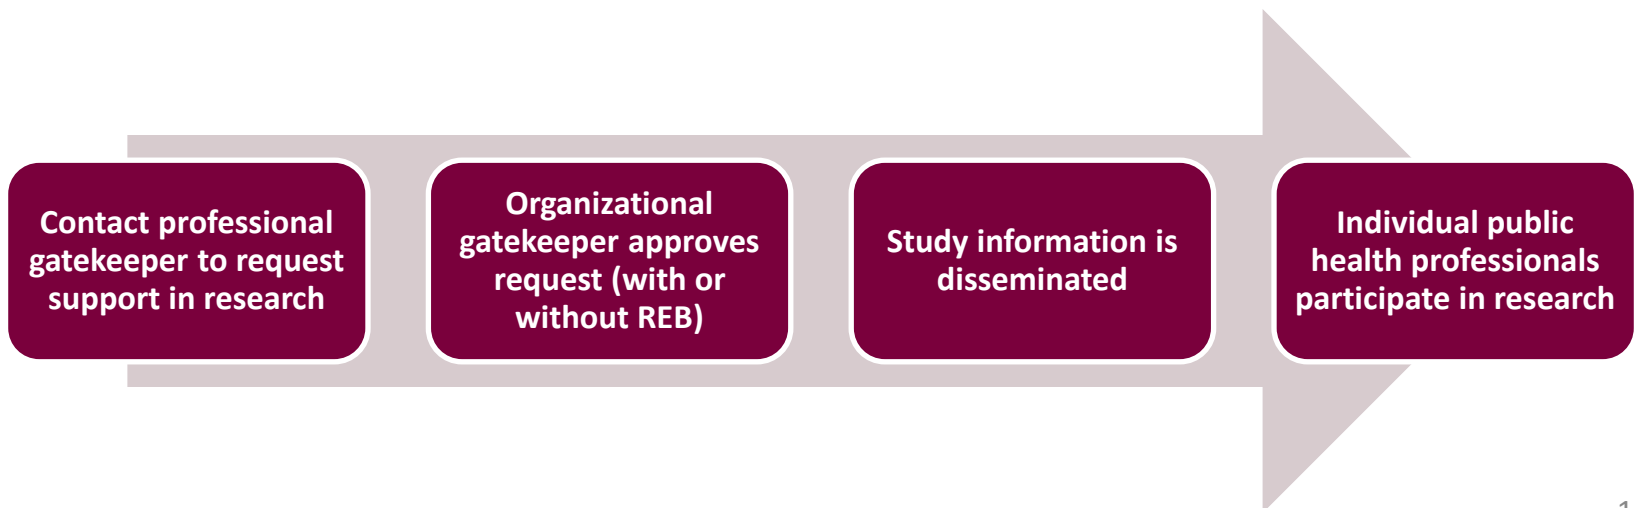 Contact professional
gatekeeper to request
support in research
Organizational
gatekeeper approves
request (with or
without REB)
Study information is
disseminated
Individual public
health professionals
participate in research
1